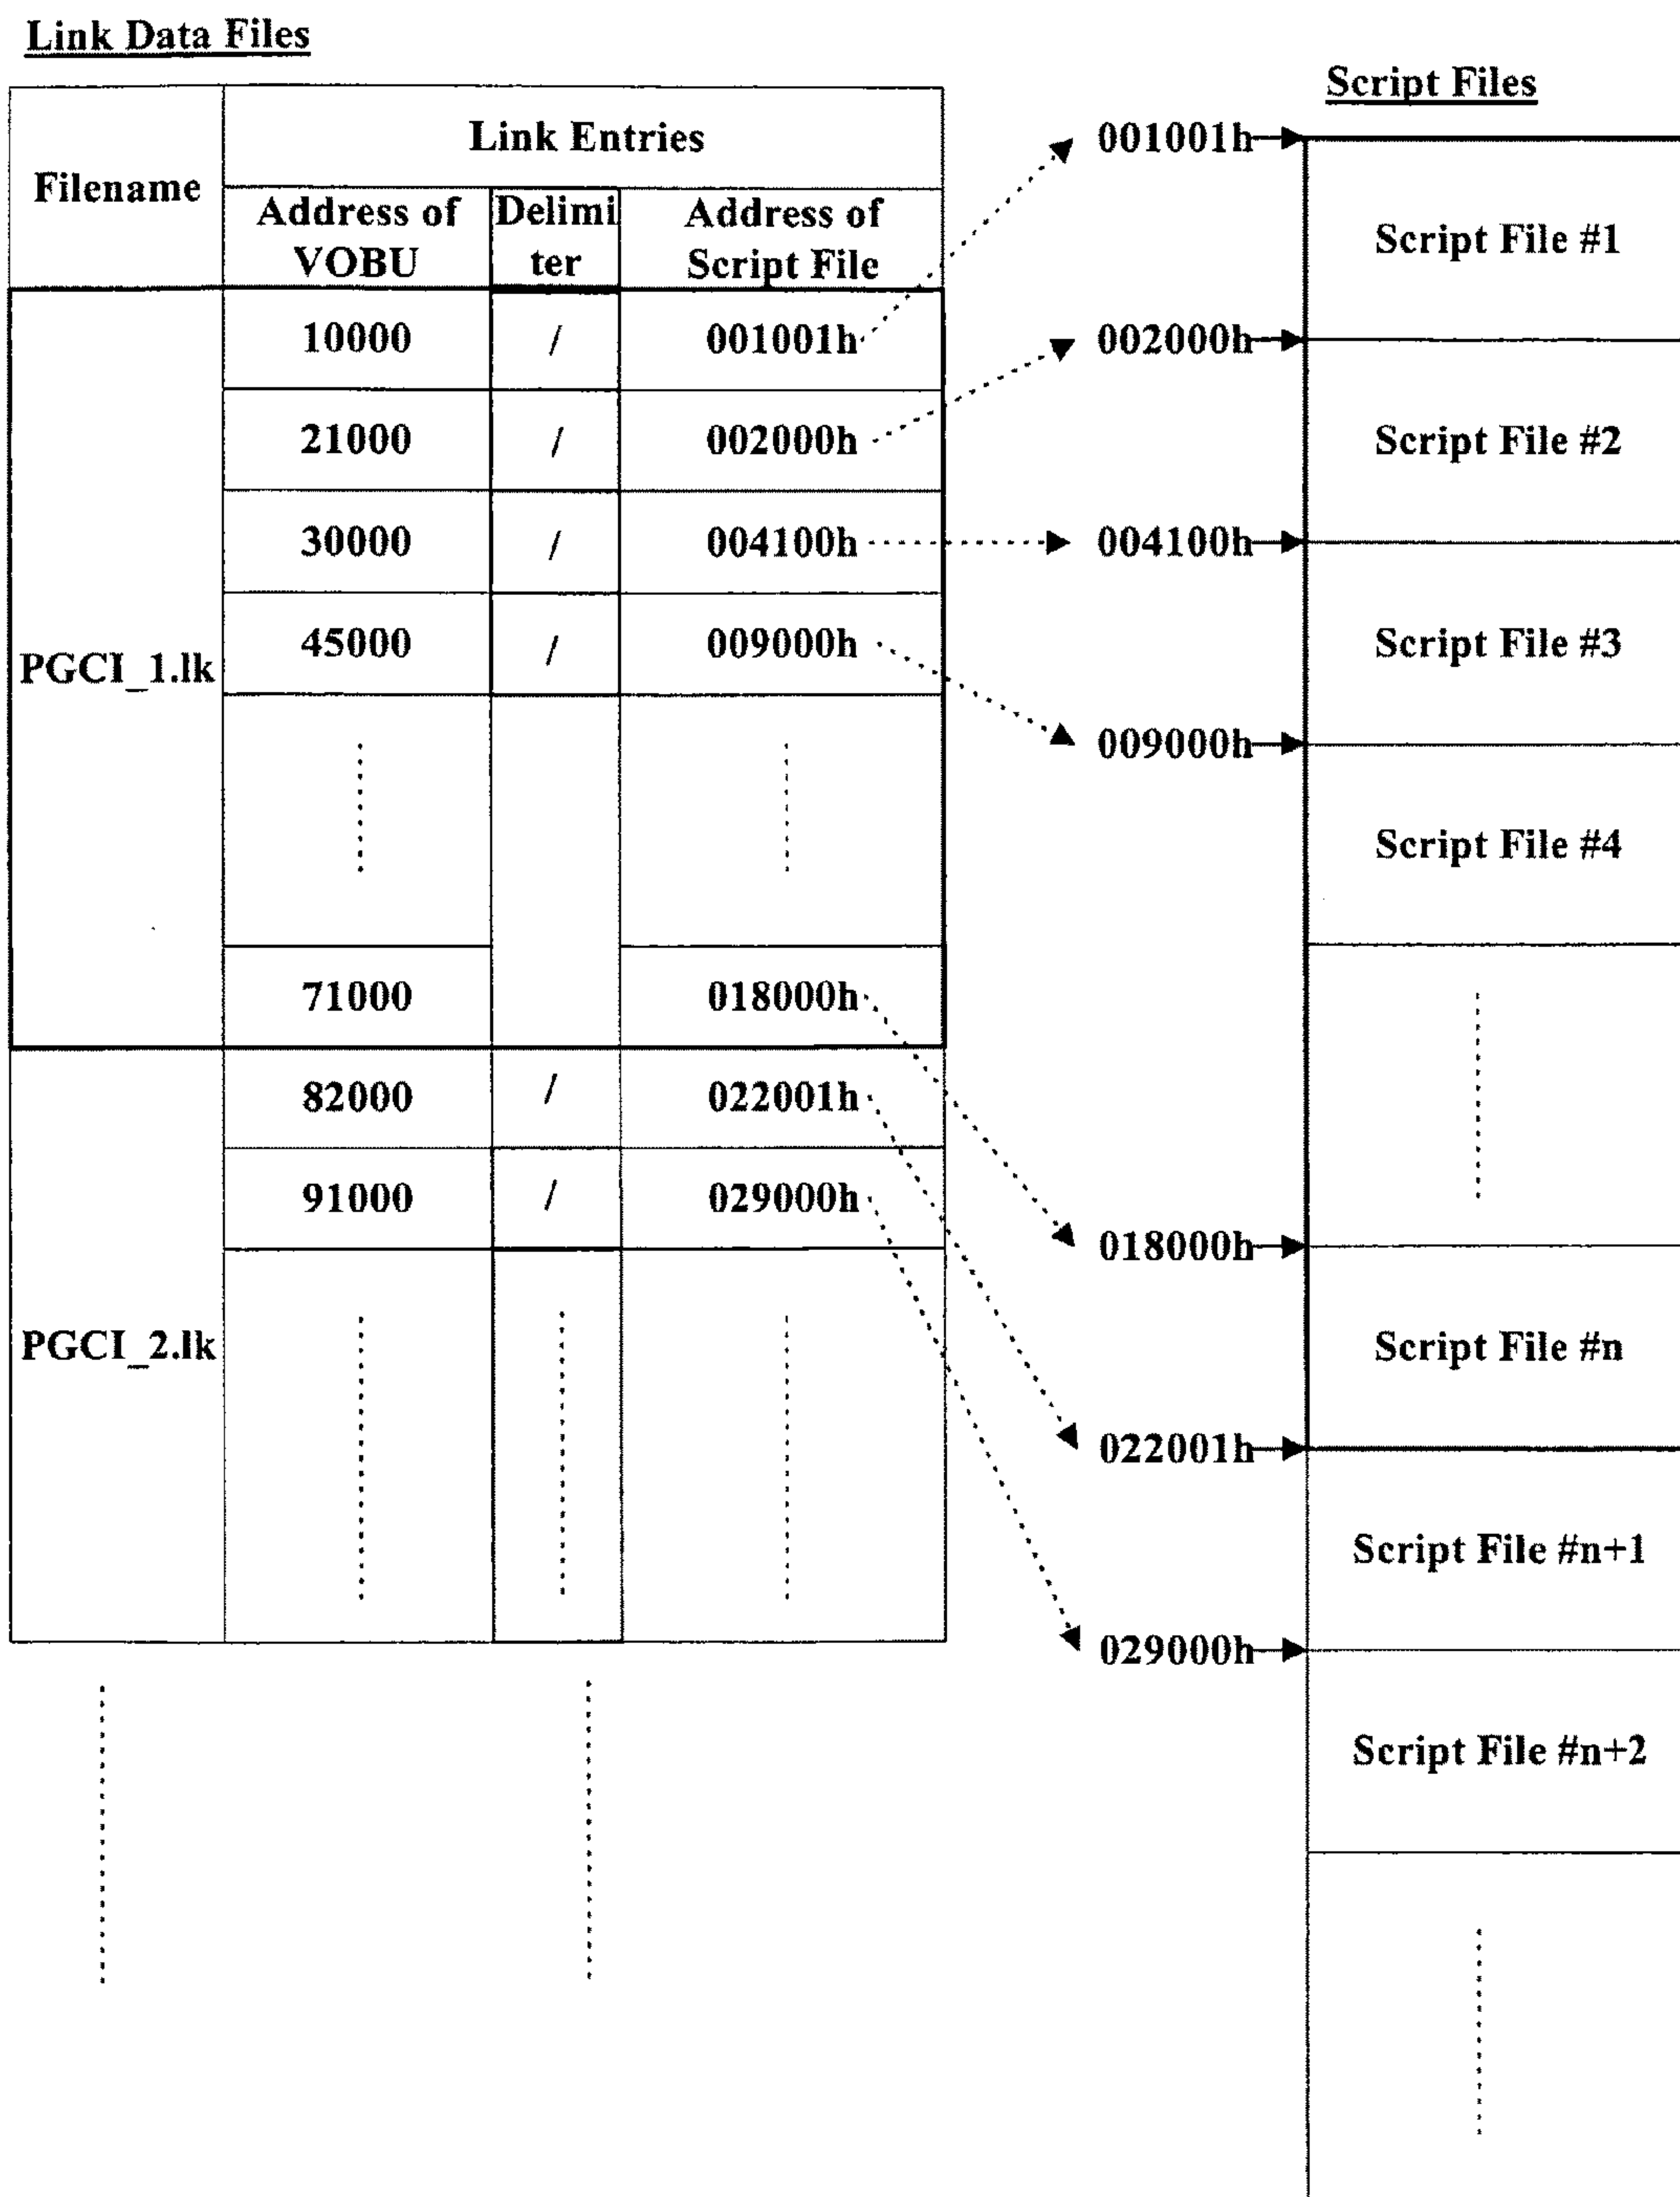 Link Data Files
Filename
Link Entries
Address of
VOBU
Delimi
ter
Address of
Script File
PGCI_1.lk
10000 / 001001h
21000 / 002000h
30000 / 004100h
45000 / 009000h
71000 018000h
PGCI_2.lk
82000 / 022001h
91000 / 029000h
Script Files
001001h
Script File #1
002000h
Script File #2
004100h
Script File #3
009000h
Script File #4
018000h
Script File #n
022001h
Script File #n+1
029000h
Script File #n+2